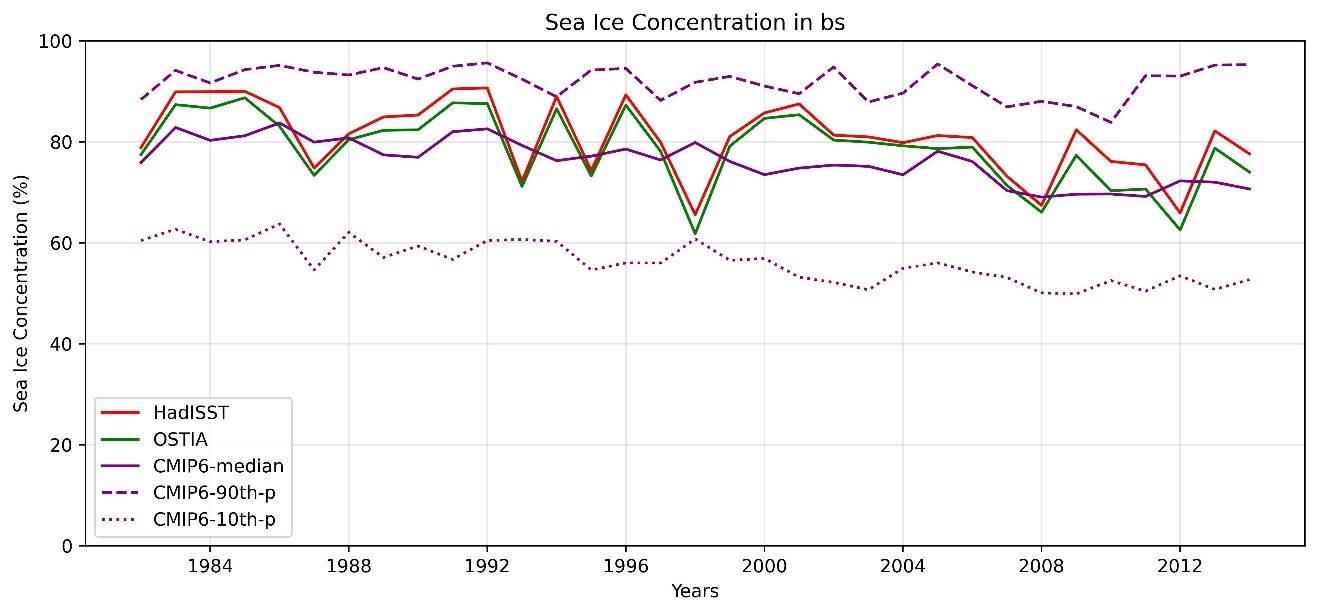 Sea Ice Concentration in bs
100
80
60
40
20
0
Sea Ice Concentration (%)
HadISST
OSTIA
CMIP6-median
CMIP6-90th-p
CMIP6-10th-p
1984 1988 1992 1996 2000 2004 2008 2012
Years